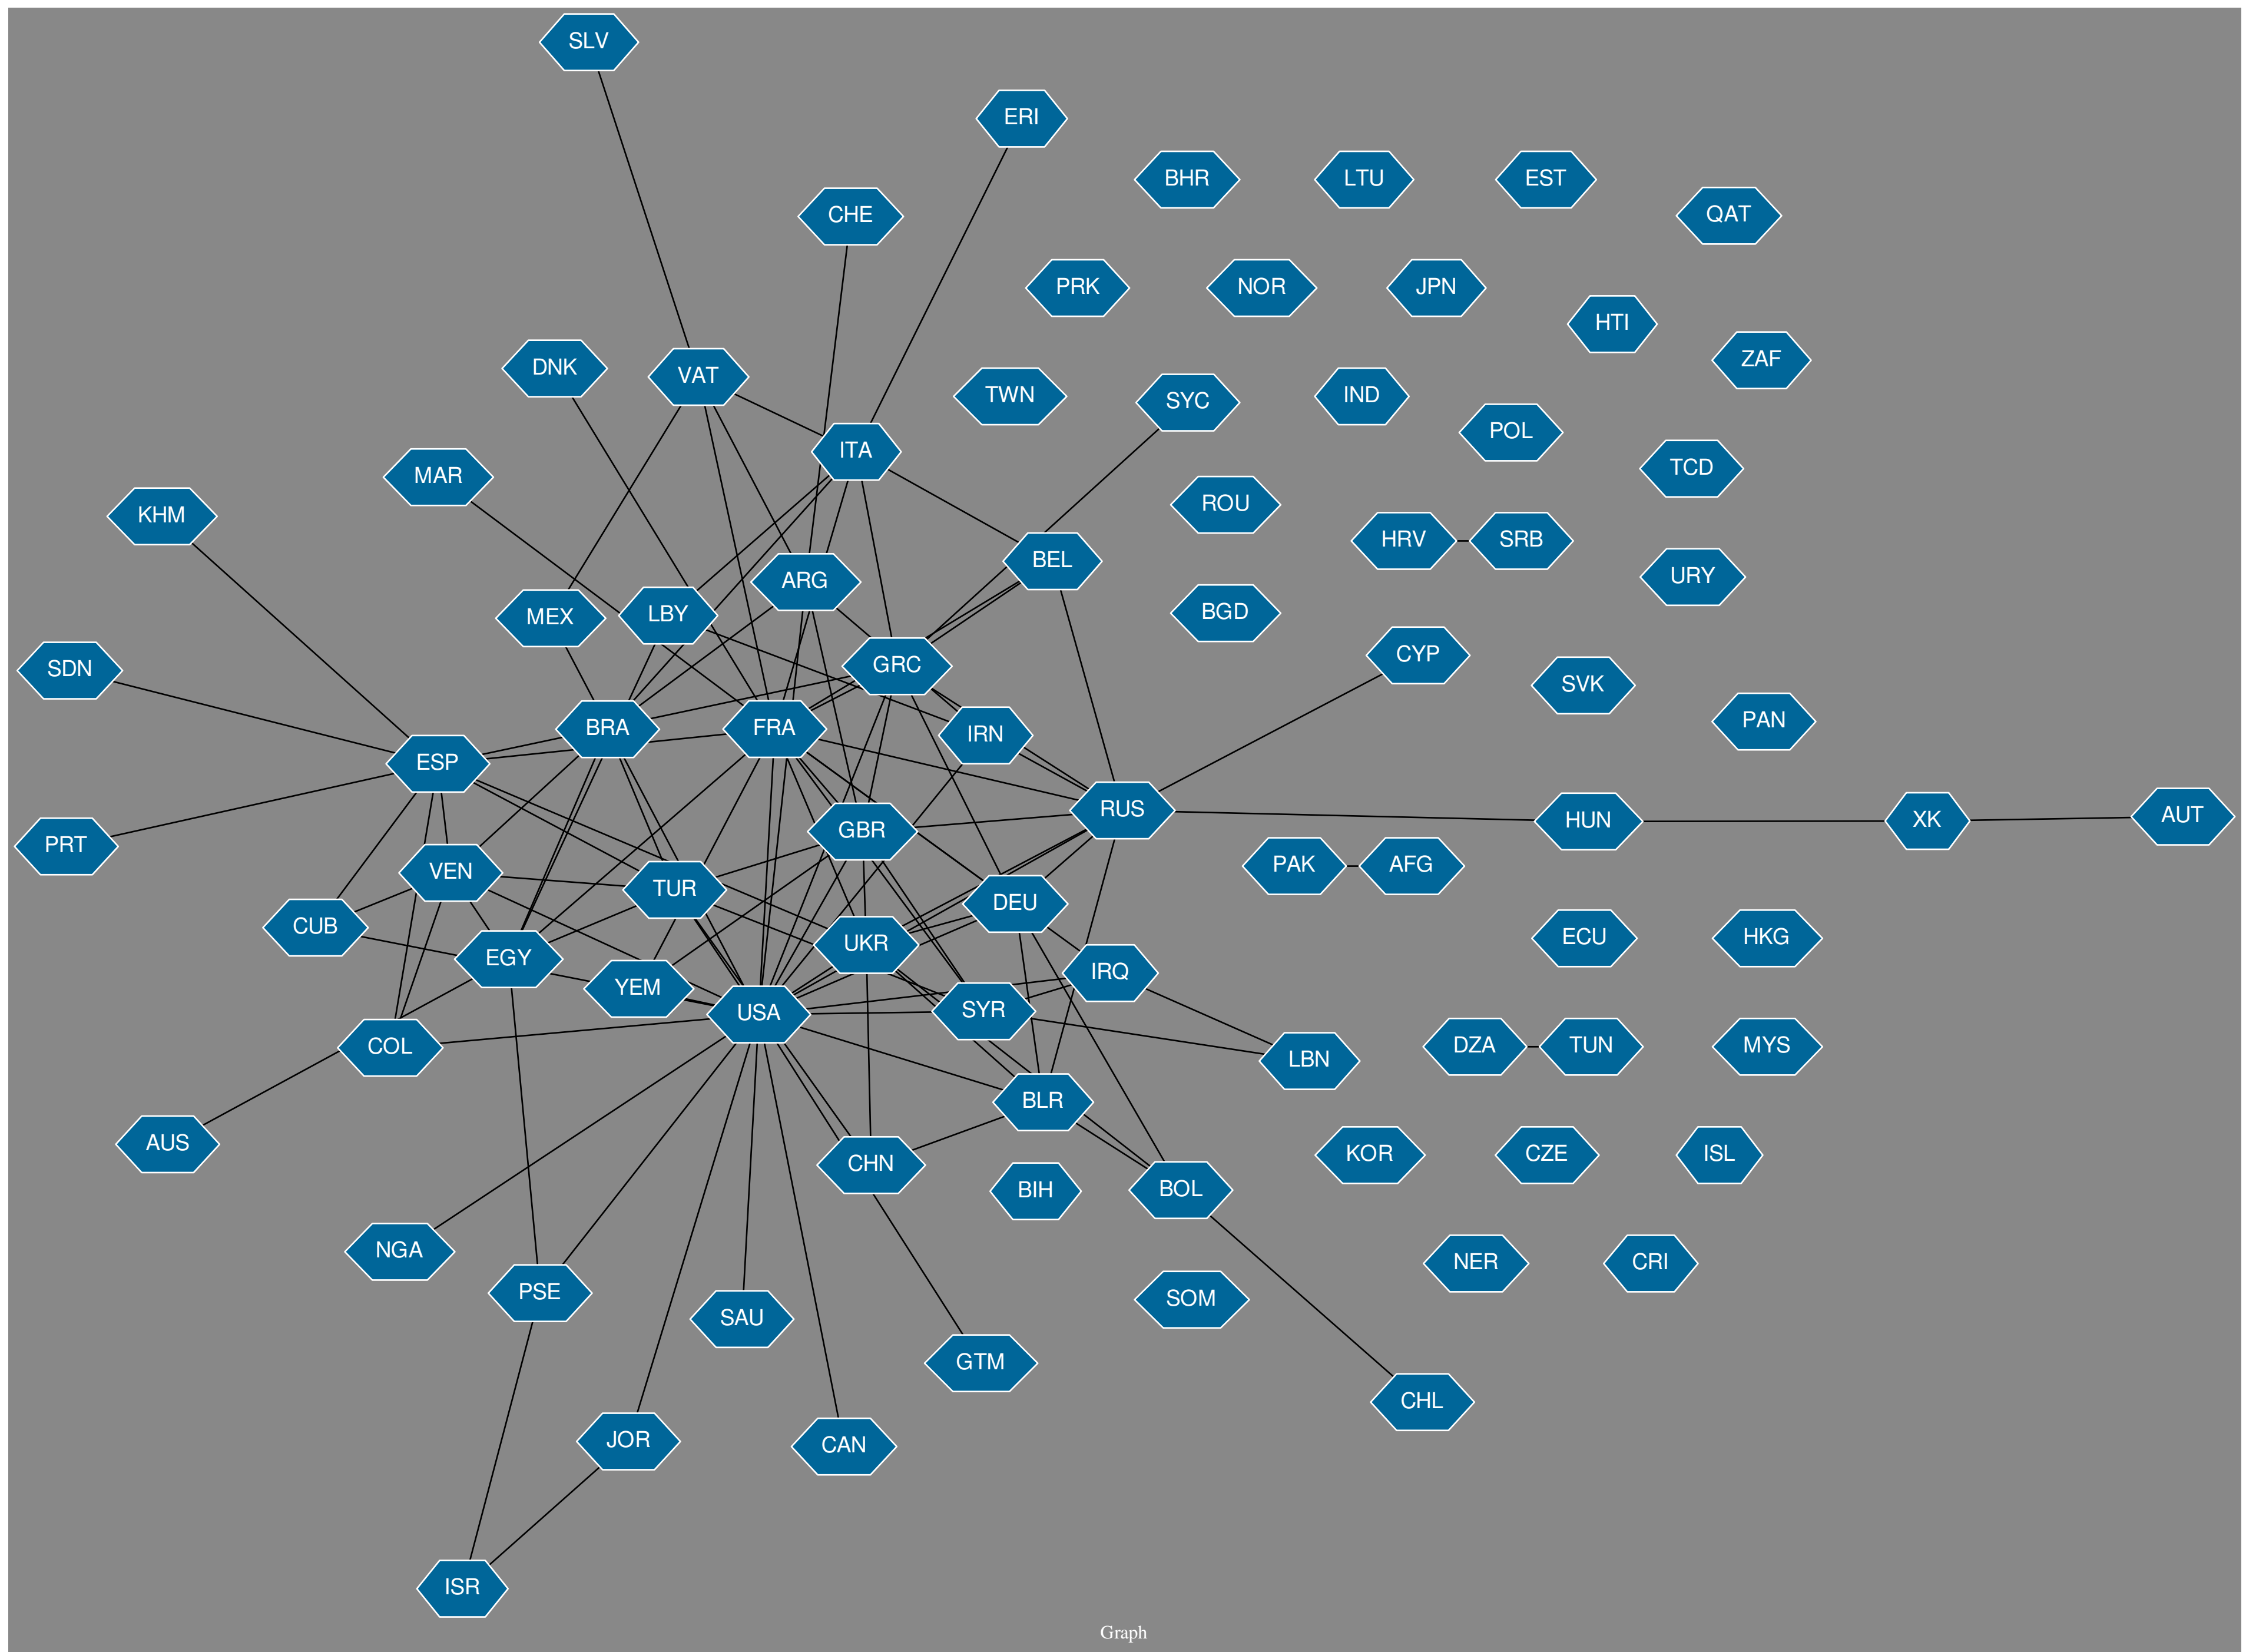 SLV
ERI
BHR
LTU
EST
CHE
QAT
PRK
NOR
JPN
HTI
ZAF
DNK
VAT
TWN
SYC
IND
POL
ITA
TCD
MAR
KHM
ROU
HRV
SRB
BEL
ARG
URY
MEX
LBY
BGD
CYP
GRC
SDN
SVK
PAN
BRA
FRA
IRN
ESP
RUS
HUN
XK
AUT
GBR
PRT
VEN
PAK
AFG
TUR
DEU
CUB
UKR
ECU
HKG
EGY
IRQ
YEM
USA
SYR
COL
LBN
DZA
TUN
MYS
BLR
AUS
CHN
KOR
CZE
ISL
BIH
BOL
NGA
NER
CRI
PSE
SAU
SOM
GTM
CHL
JOR
CAN
ISR
Graph